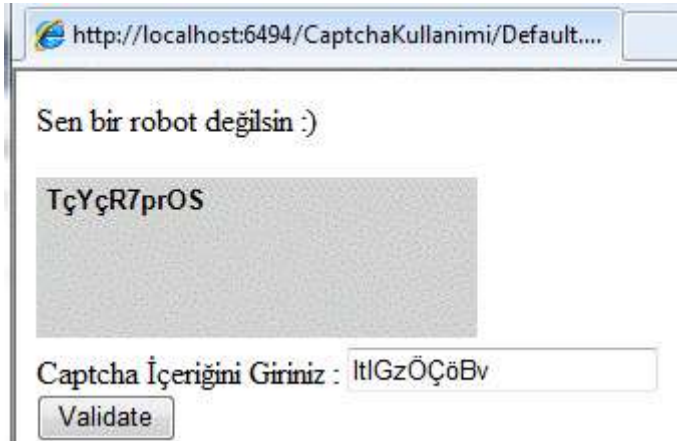 http://localhost:6494/CaptchaKullanimi/Default....
Sen bir robot değilsin :)
TçYçR7prOS
Captcha İçeriğini Giriniz : ltIGzÖÇöBv
Validate